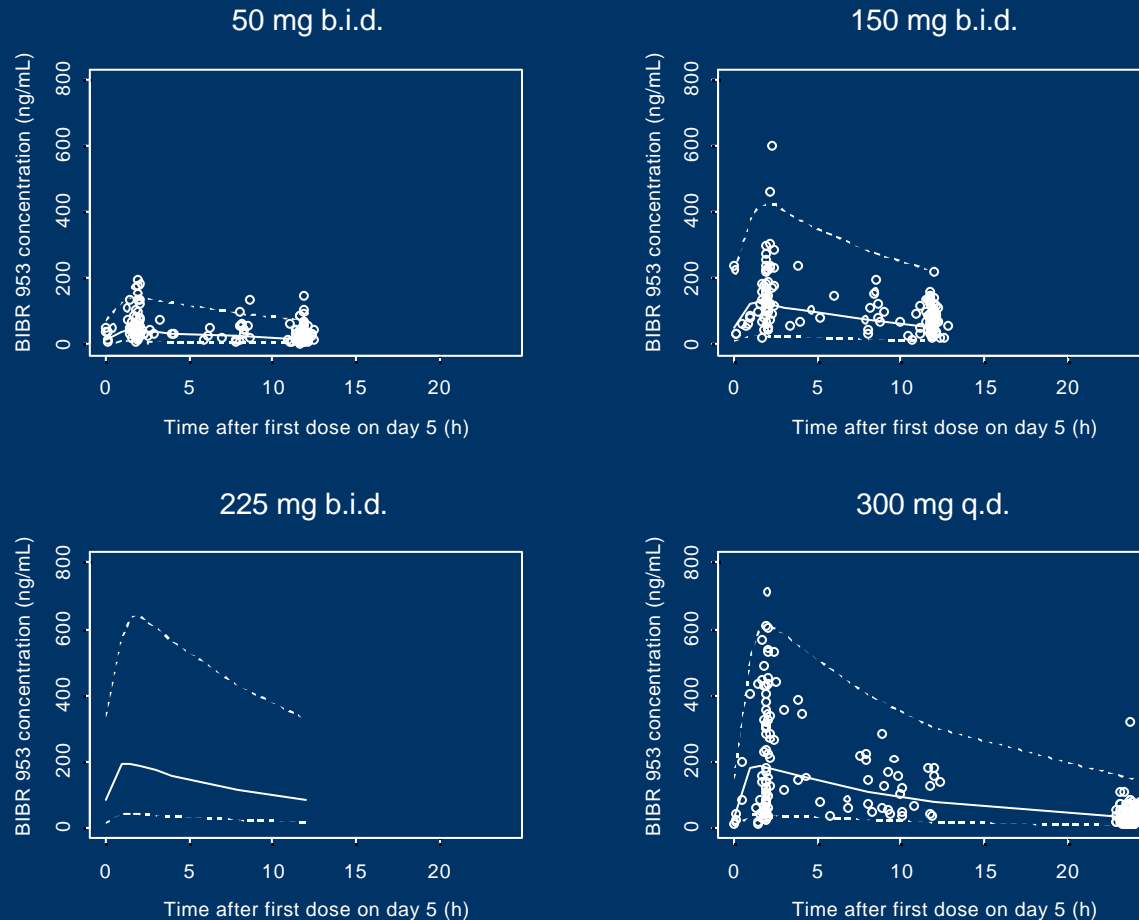 50 mg b.i.d.
150 mg b.i.d.
BIBR 953 concentration (ng/mL)
800
600
400
200
0
0 5 10 15 20
Time after first dose on day 5 (h)
BIBR 953 concentration (ng/mL)
800
600
400
200
0
0 5 10 15 20
Time after first dose on day 5 (h)
225 mg b.i.d.
300 mg q.d.
BIBR 953 concentration (ng/mL)
800
600
400
200
0
0 5 10 15 20
Time after first dose on day 5 (h)
BIBR 953 concentration (ng/mL)
800
600
400
200
0
0 5 10 15 20
Time after first dose on day 5 (h)